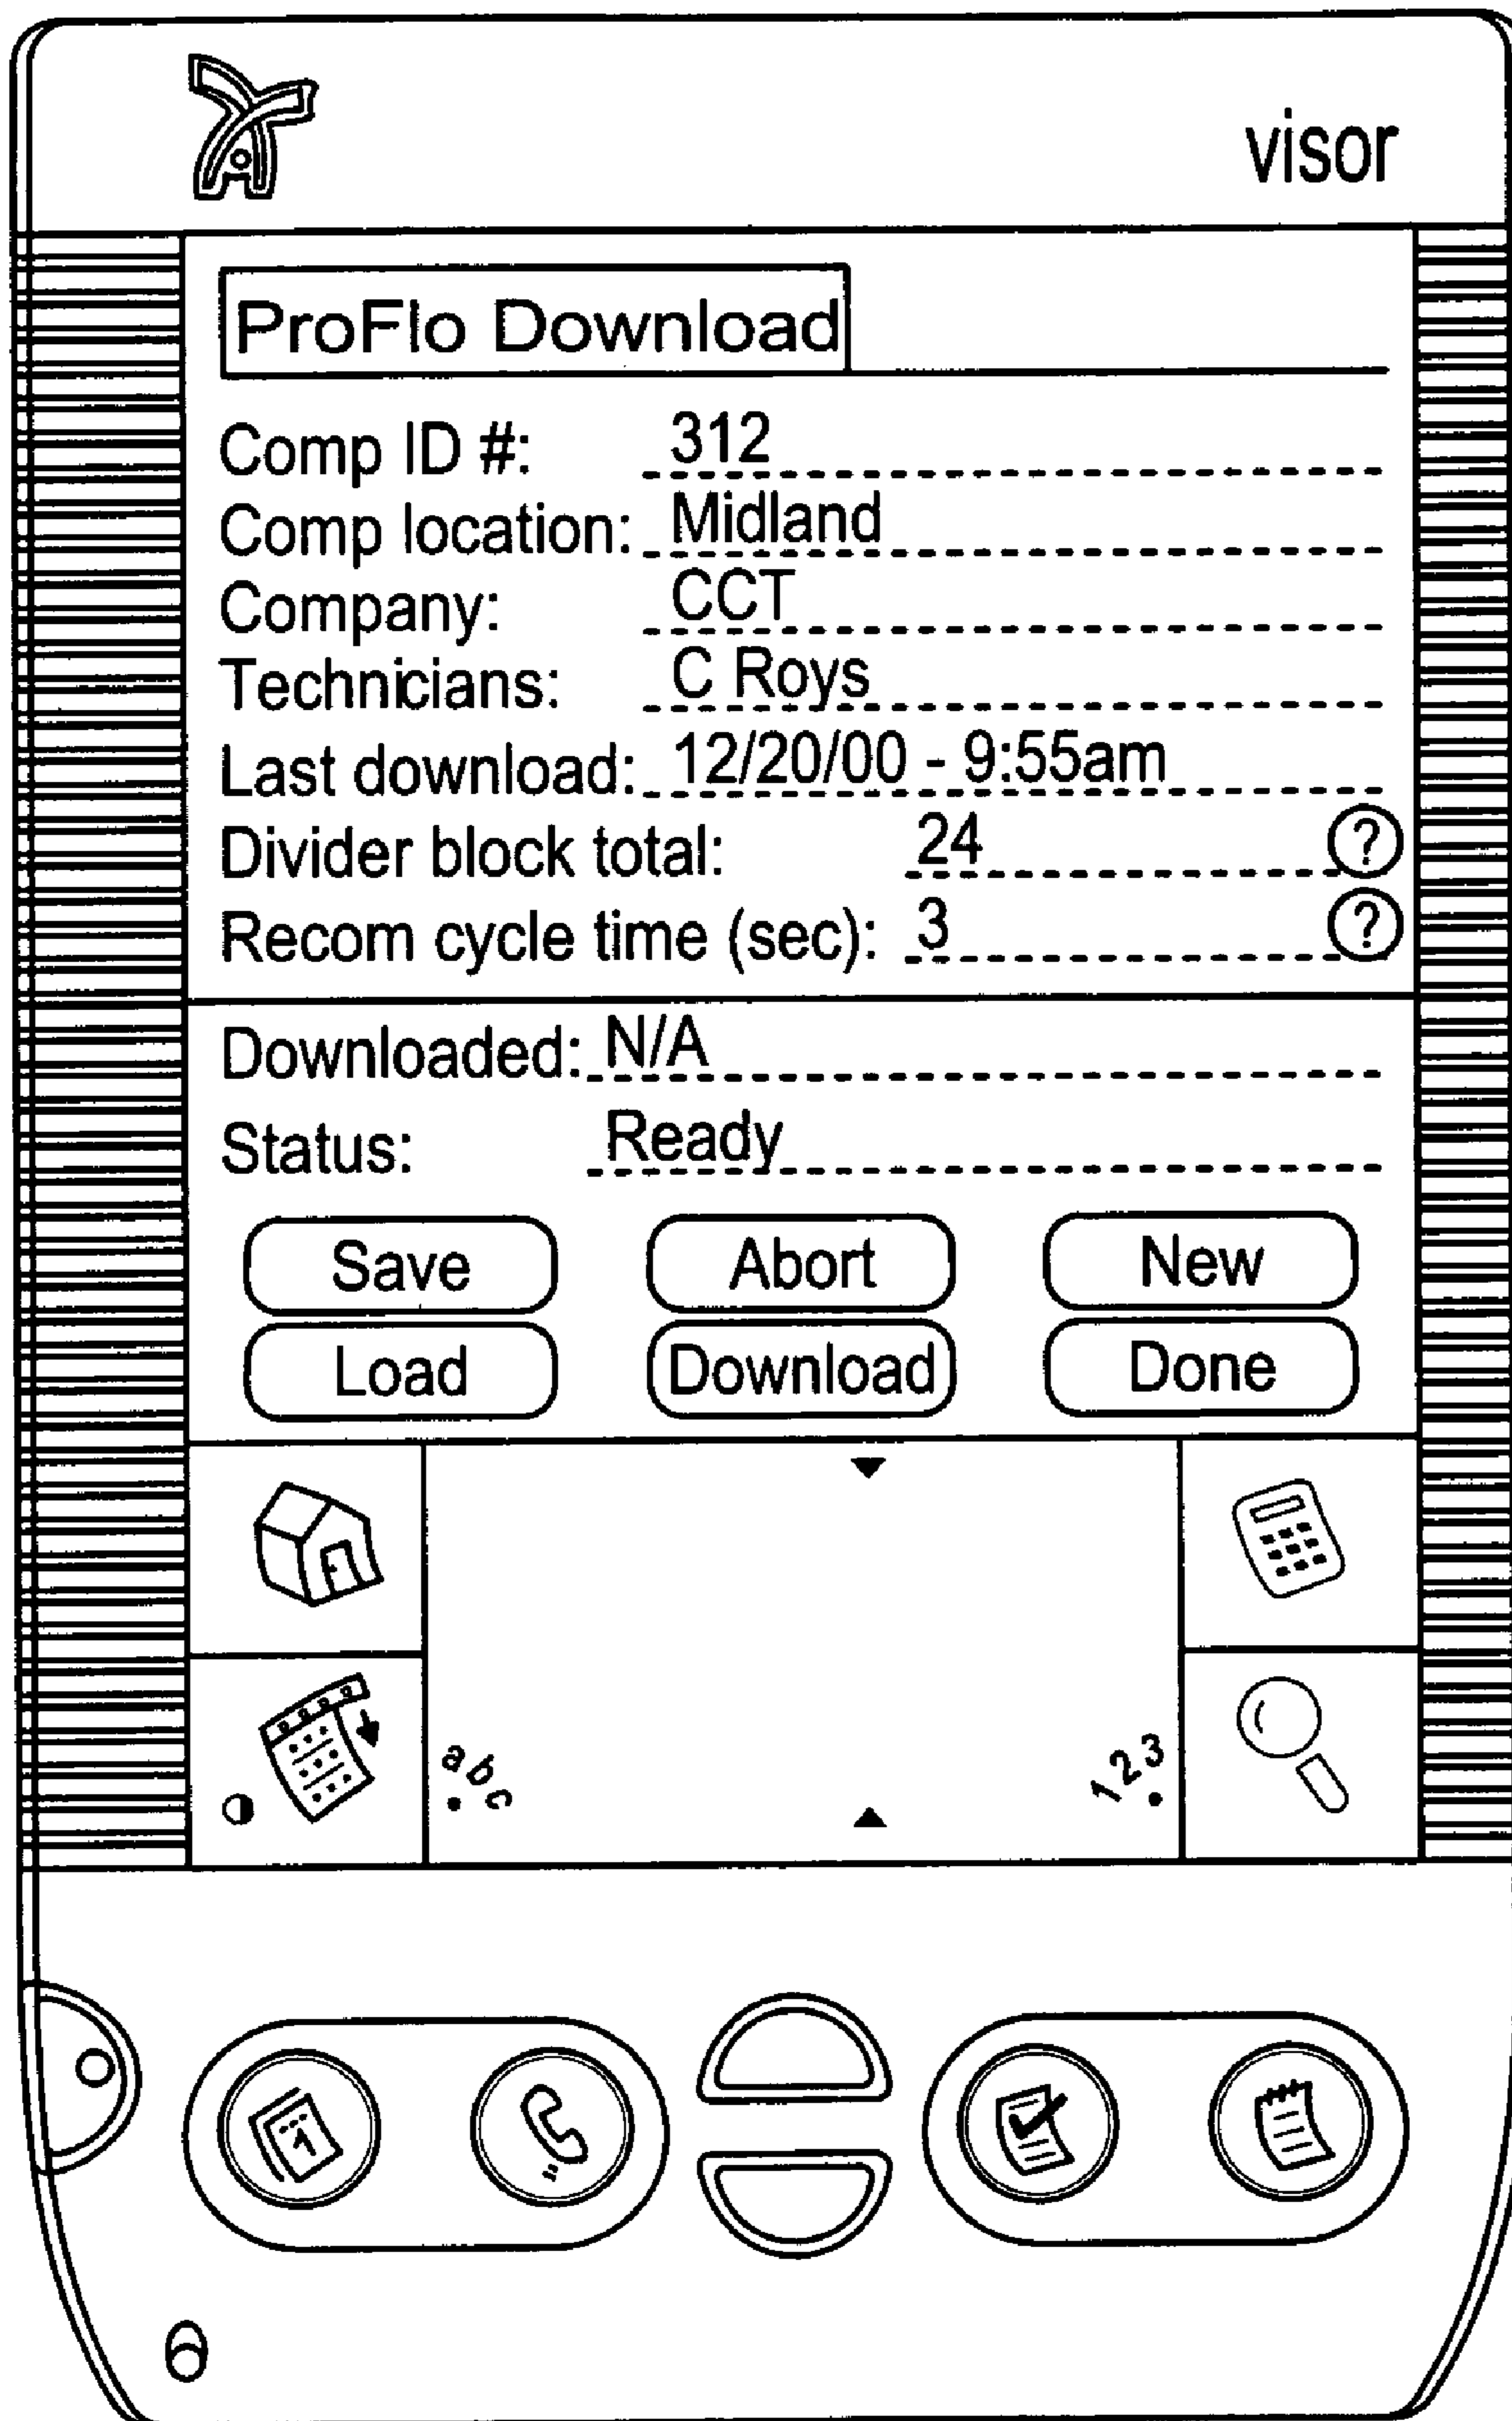 visor
ProFlo Download
Comp ID #: 312
Comp location: Midland
Company: CCT
Technicians: C Roys
Last download: 12/20/00 - 9:55am
Divider block total: 24 ?
Recom cycle time (sec): 3 ?
Downloaded: N/A
Status: Ready
Save Abort New
Load Download Done
abc 123
1